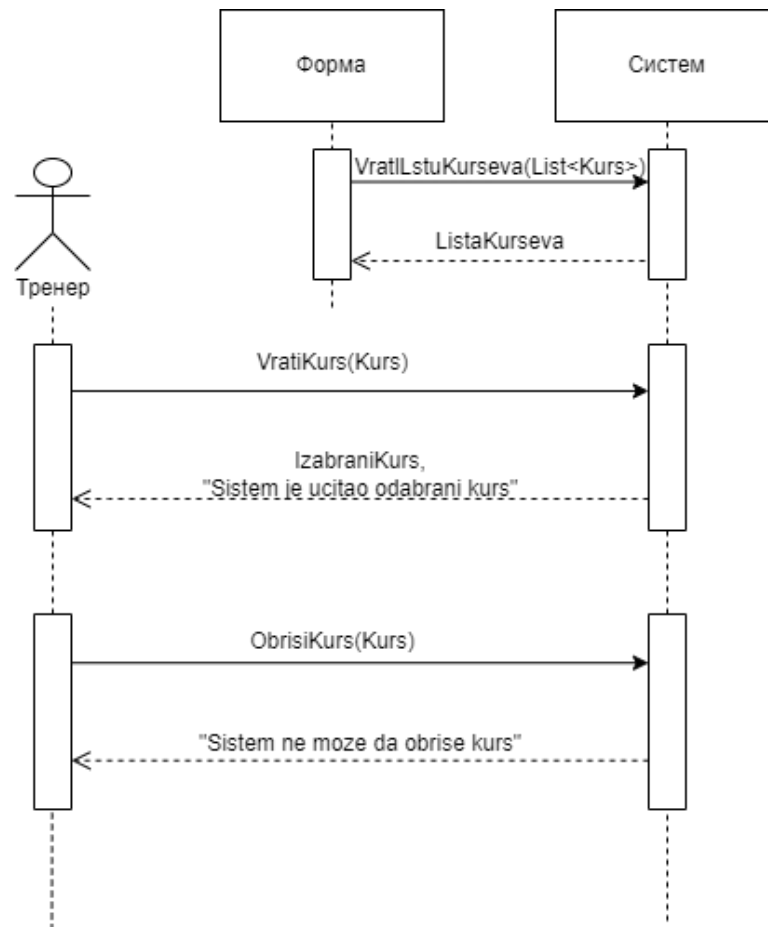 Форма
Систем
VratILstuKurseva(List<Kurs>)
ListaKurseva
Тренер
VratiKurs(Kurs)
IzabraniKurs,
"Sistem je ucitao odabrani kurs"
ObrisiKurs(Kurs)
"Sistem ne moze da obrise kurs"